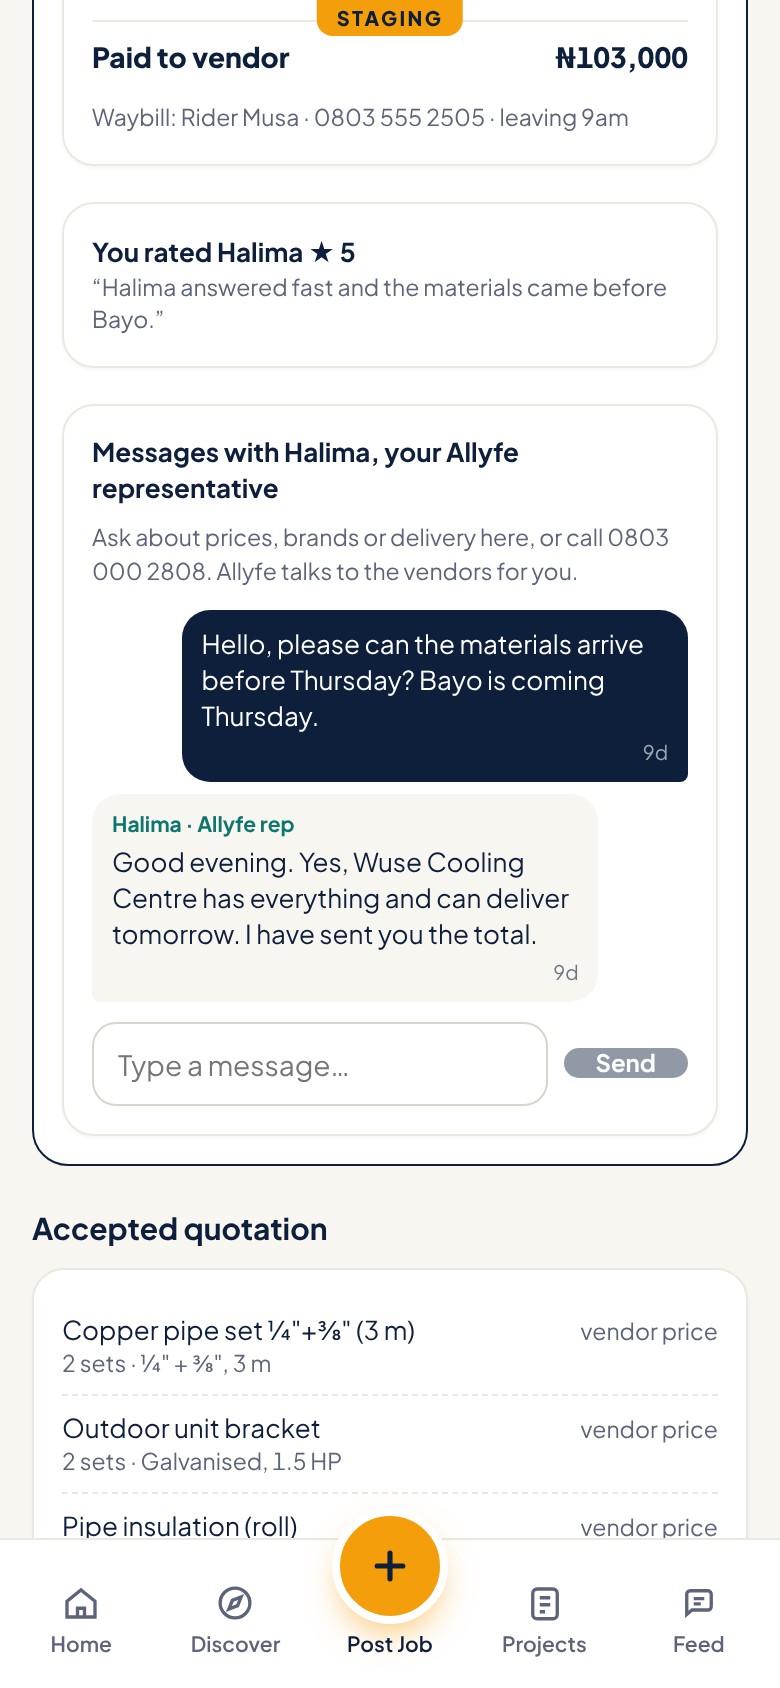 STAGING
Paid to vendor ₦103,000
Waybill: Rider Musa · 0803 555 2505 · leaving 9am
You rated Halima ★ 5
“Halima answered fast and the materials came before
Bayo.”
Messages with Halima, your Allyfe
representative
Ask about prices, brands or delivery here, or call 0803
000 2808. Allyfe talks to the vendors for you.
Hello, please can the materials arrive
before Thursday? Bayo is coming
Thursday.
9d
Halima · Allyfe rep
Good evening. Yes, Wuse Cooling
Centre has everything and can deliver
tomorrow. I have sent you the total.
9d
Type a message... Send
Accepted quotation
Copper pipe set ¼"+⅜" (3 m) vendor price
2 sets · ¼" + ⅜", 3 m
Outdoor unit bracket vendor price
2 sets · Galvanised, 1.5 HP
Pipe insulation (roll) vendor price
Home Discover Post Job Projects Feed